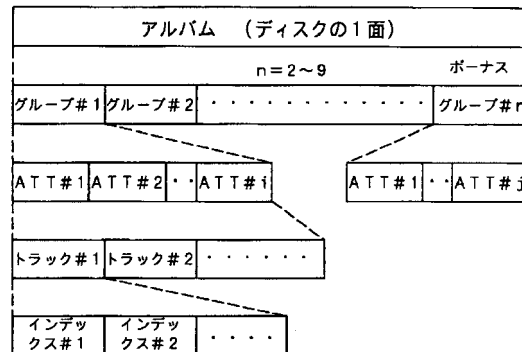 アルバム （ディスクの１面）
ｎ＝２～９ ボーナス
グループ＃１ グループ＃２ ・・・・・・・・・・・・ グループ＃ｎ
ＡＴＴ＃１ ＡＴＴ＃２ ・・ ＡＴＴ＃ｉ ＡＴＴ＃１ ・・ ＡＴＴ＃ｊ
トラック＃１ トラック＃２ ・・・・・・
インデッ インデッ
クス＃１ クス＃２ ・・・・